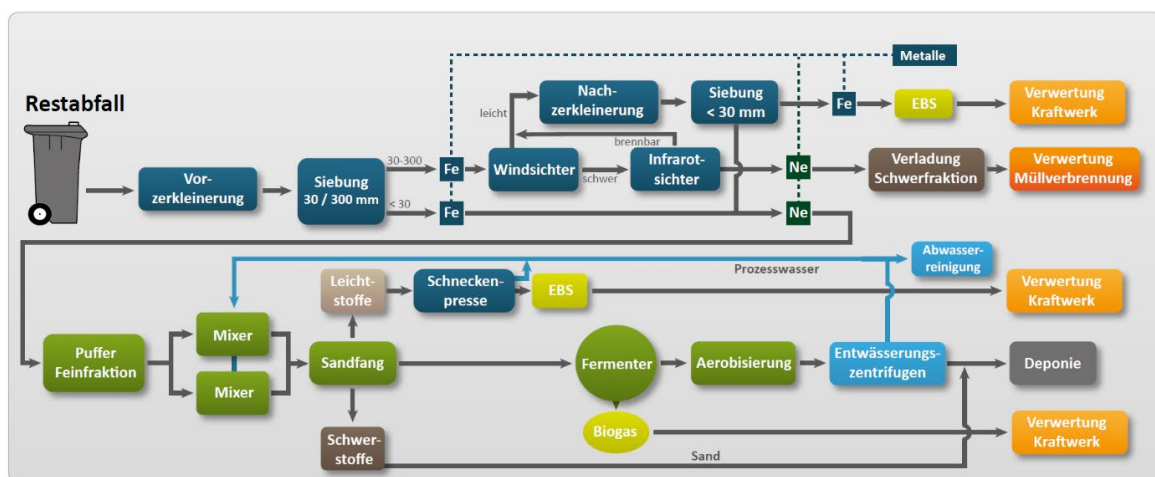 Metalle
Restabfall
Nach-
zerkleinerung
Siebung
< 30 mm
Fe
EBS
Verwertung
Kraftwerk
leicht
brennbar
30-300
Vor-
zerkleinerung
Siebung
30 / 300 mm
Fe
Windsichter
schwer
Infrarot-
sichter
Ne
Verladung
Schwerfraktion
Verwertung
Müllverbrennung
< 30
Fe
Ne
Abwasser-
reinigung
Prozesswasser
Leicht-
stoffe
Schnecken-
presse
EBS
Verwertung
Kraftwerk
Puffer
Feinfraktion
Mixer
Mixer
Sandfang
Fermenter
Aerobisierung
Entwässerungs-
zentrifugen
Deponie
Biogas
Verwertung
Kraftwerk
Schwer-
stoffe
Sand